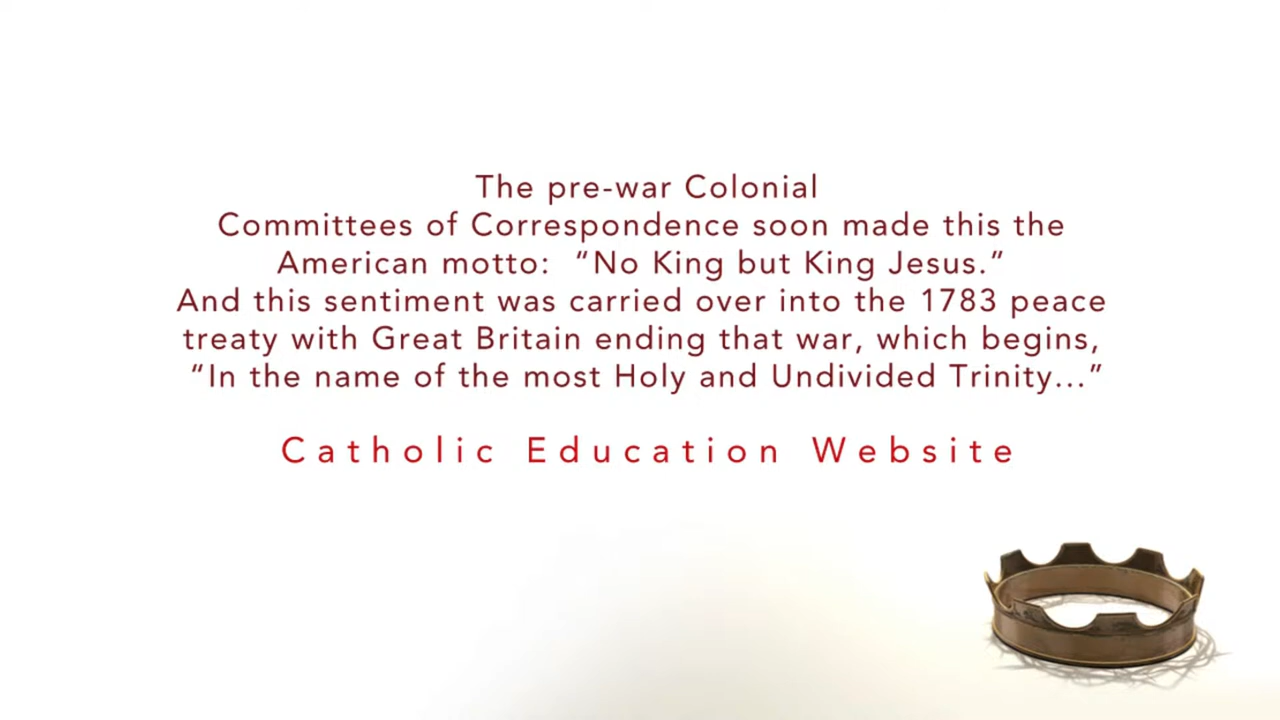 The pre-war Colonial
Committees of Correspondence soon made this the
American motto:  “No King but King Jesus.”
And this sentiment was carried over into the 1783 peace
treaty with Great Britain ending that war, which begins,
“In the name of the most Holy and Undivided Trinity...”
Catholic Education Website